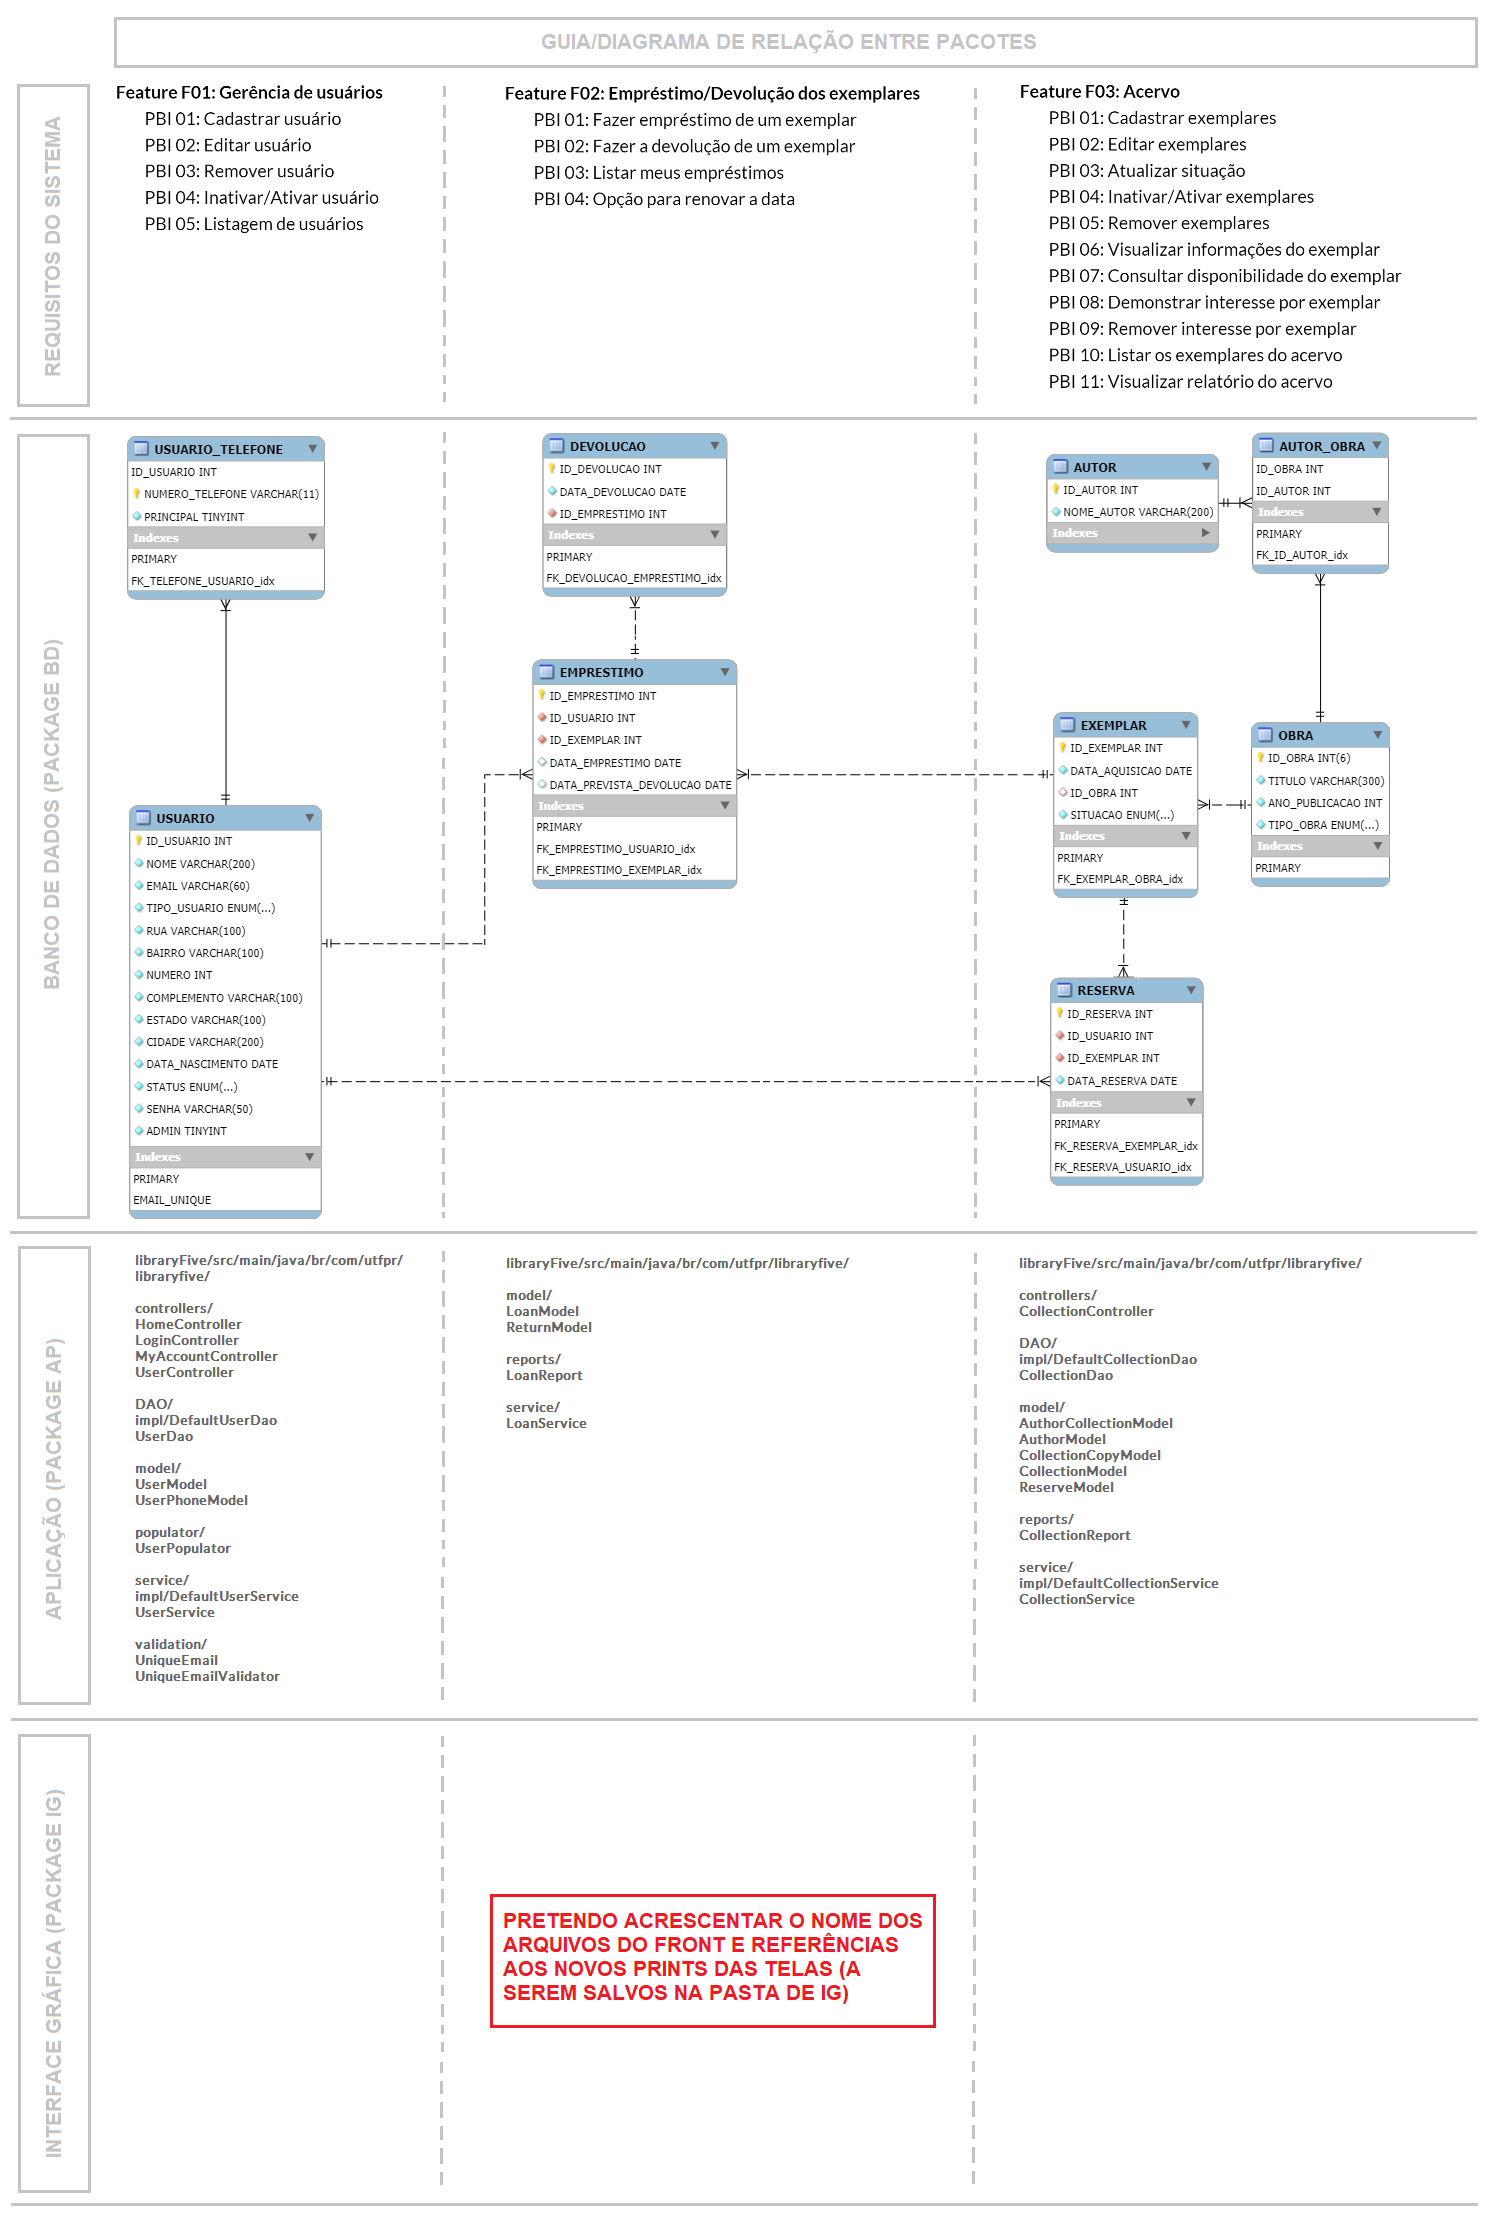 GUIA/DIAGRAMA DE RELAÇÃO ENTRE PACOTES
REQUISITOS DO SISTEMA
Feature F01: Gerência de usuários
PBI 01: Cadastrar usuário
PBI 02: Editar usuário
PBI 03: Remover usuário
PBI 04: Inativar/Ativar usuário
PBI 05: Listagem de usuários
Feature F02: Empréstimo/Devolução dos exemplares
PBI 01: Fazer empréstimo de um exemplar
PBI 02: Fazer a devolução de um exemplar
PBI 03: Listar meus empréstimos
PBI 04: Opção para renovar a data
Feature F03: Acervo
PBI 01: Cadastrar exemplares
PBI 02: Editar exemplares
PBI 03: Atualizar situação
PBI 04: Inativar/Ativar exemplares
PBI 05: Remover exemplares
PBI 06: Visualizar informações do exemplar
PBI 07: Consultar disponibilidade do exemplar
PBI 08: Demonstrar interesse por exemplar
PBI 09: Remover interesse por exemplar
PBI 10: Listar os exemplares do acervo
PBI 11: Visualizar relatório do acervo
BANCO DE DADOS (PACKAGE BD)
USUARIO_TELEFONE
ID_USUARIO INT
NUMERO_TELEFONE VARCHAR(11)
PRINCIPAL TINYINT
Indexes
PRIMARY
FK_TELEFONE_USUARIO_idx
USUARIO
ID_USUARIO INT
NOME VARCHAR(200)
EMAIL VARCHAR(60)
TIPO_USUARIO ENUM(...)
RUA VARCHAR(100)
BAIRRO VARCHAR(100)
NUMERO INT
COMPLEMENTO VARCHAR(100)
ESTADO VARCHAR(100)
CIDADE VARCHAR(200)
DATA_NASCIMENTO DATE
STATUS ENUM(...)
SENHA VARCHAR(50)
ADMIN TINYINT
Indexes
PRIMARY
EMAIL_UNIQUE
DEVOLUCAO
ID_DEVOLUCAO INT
DATA_DEVOLUCAO DATE
ID_EMPRESTIMO INT
Indexes
PRIMARY
FK_DEVOLUCAO_EMPRESTIMO_idx
EMPRESTIMO
ID_EMPRESTIMO INT
ID_USUARIO INT
ID_EXEMPLAR INT
DATA_EMPRESTIMO DATE
DATA_PREVISTA_DEVOLUCAO DATE
Indexes
PRIMARY
FK_EMPRESTIMO_USUARIO_idx
FK_EMPRESTIMO_EXEMPLAR_idx
AUTOR
ID_AUTOR INT
NOME_AUTOR VARCHAR(200)
Indexes
AUTOR_OBRA
ID_OBRA INT
ID_AUTOR INT
Indexes
PRIMARY
FK_ID_AUTOR_idx
EXEMPLAR
ID_EXEMPLAR INT
DATA_AQUISICAO DATE
ID_OBRA INT
SITUACAO ENUM(...)
Indexes
PRIMARY
FK_EXEMPLAR_OBRA_idx
OBRA
ID_OBRA INT(6)
TITULO VARCHAR(300)
ANO_PUBLICACAO INT
TIPO_OBRA ENUM(...)
Indexes
PRIMARY
RESERVA
ID_RESERVA INT
ID_USUARIO INT
ID_EXEMPLAR INT
DATA_RESERVA DATE
Indexes
PRIMARY
FK_RESERVA_EXEMPLAR_idx
FK_RESERVA_USUARIO_idx
APLICAÇÃO (PACKAGE AP)
libraryFive/src/main/java/br/com/utfpr/
libraryfive/
controllers/
HomeController
LoginController
MyAccountController
UserController
DAO/
impl/DefaultUserDao
UserDao
model/
UserModel
UserPhoneModel
populator/
UserPopulator
service/
impl/DefaultUserService
UserService
validation/
UniqueEmail
UniqueEmailValidator
libraryFive/src/main/java/br/com/utfpr/libraryfive/
model/
LoanModel
ReturnModel
reports/
LoanReport
service/
LoanService
libraryFive/src/main/java/br/com/utfpr/libraryfive/
controllers/
CollectionController
DAO/
impl/DefaultCollectionDao
CollectionDao
model/
AuthorCollectionModel
AuthorModel
CollectionCopyModel
CollectionModel
ReserveModel
reports/
CollectionReport
service/
impl/DefaultCollectionService
CollectionService
INTERFACE GRÁFICA (PACKAGE IG)
PRETENDO ACRESCENTAR O NOME DOS
ARQUIVOS DO FRONT E REFERÊNCIAS
AOS NOVOS PRINTS DAS TELAS (A
SEREM SALVOS NA PASTA DE IG)